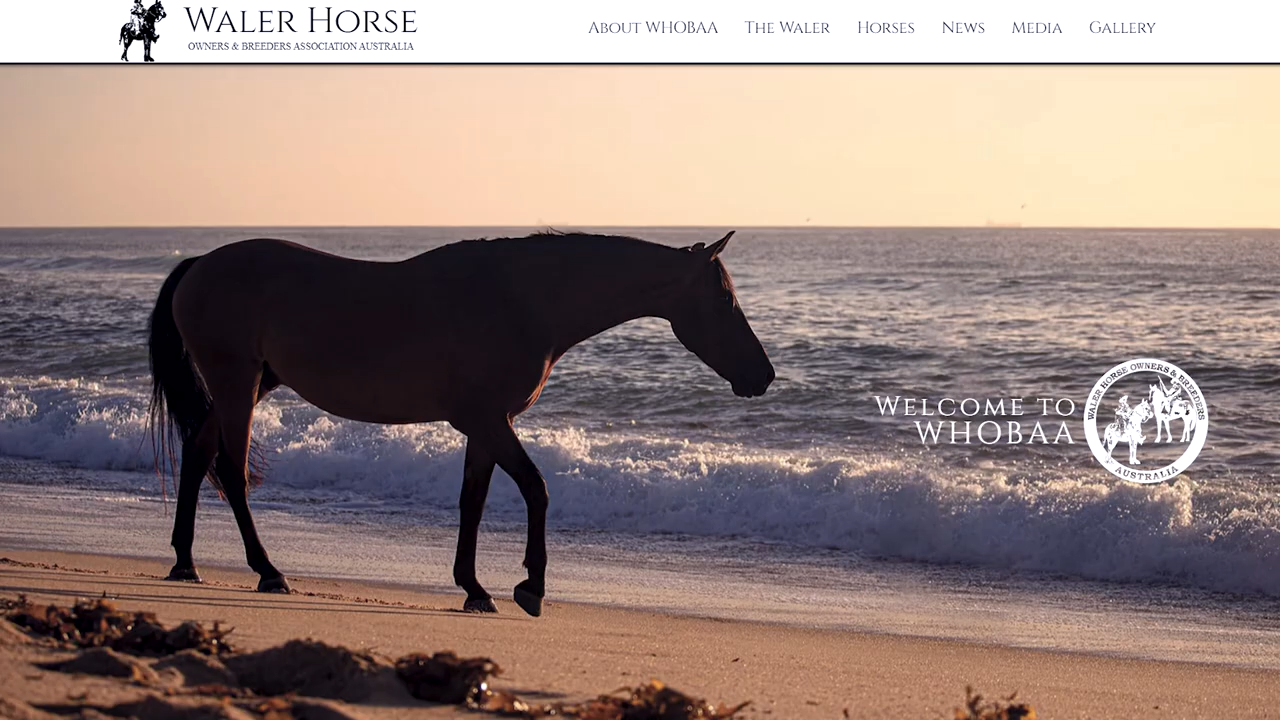 WALER HORSE
OWNERS & BREEDERS ASSOCIATION AUSTRALIA
ABOUT WHOBAA
THE WALER
HORSES
NEWS
MEDIA
GALLERY
WELCOME TO
WHOBAA
WALER HORSE OWNERS & BREEDERS
AUSTRALIA